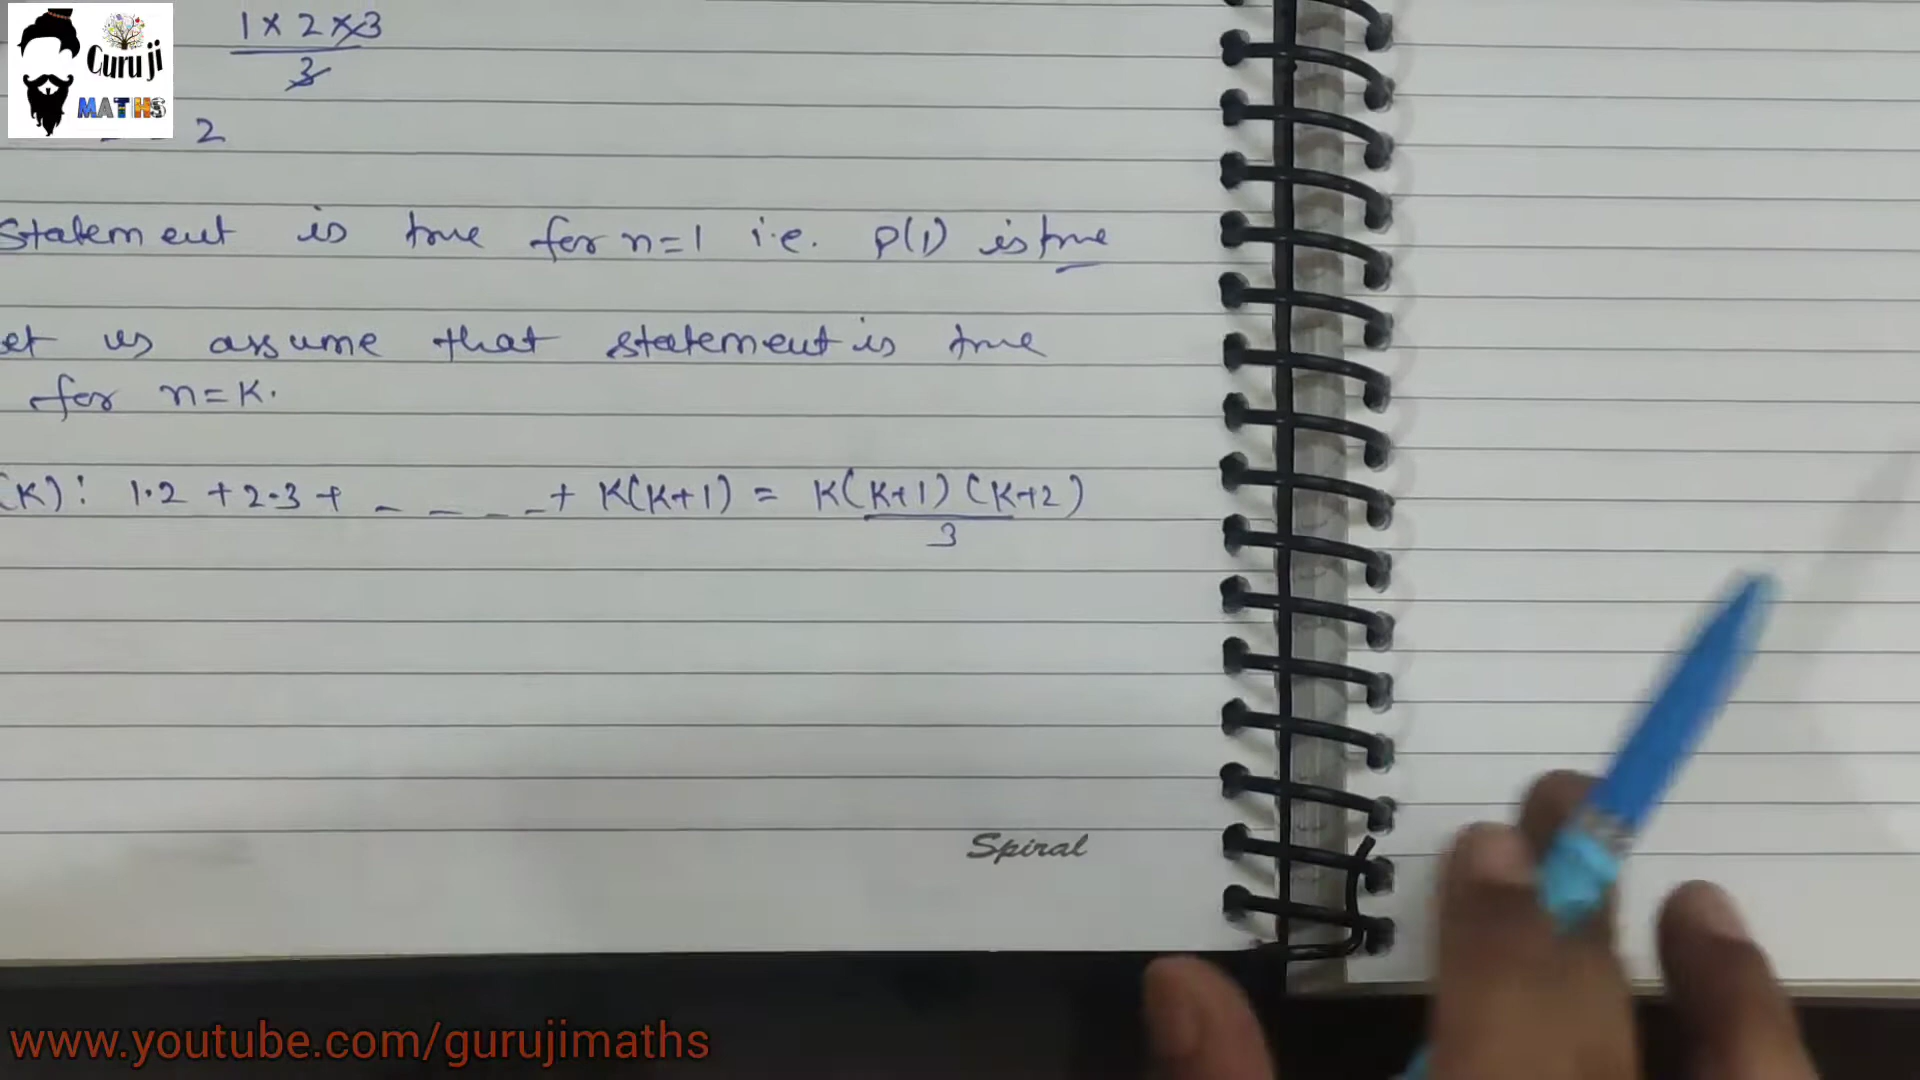 1 × 2 × 3
3
Guru ji
MATHS
2
Statement is true for n=1 i.e. P(1) is true
et us assume that statement is true
for n=K.
(K): 1·2 + 2·3 + _ _ _ _ + K(K+1) = K(K+1)(K+2)
3
Spiral
www.youtube.com/gurujimaths